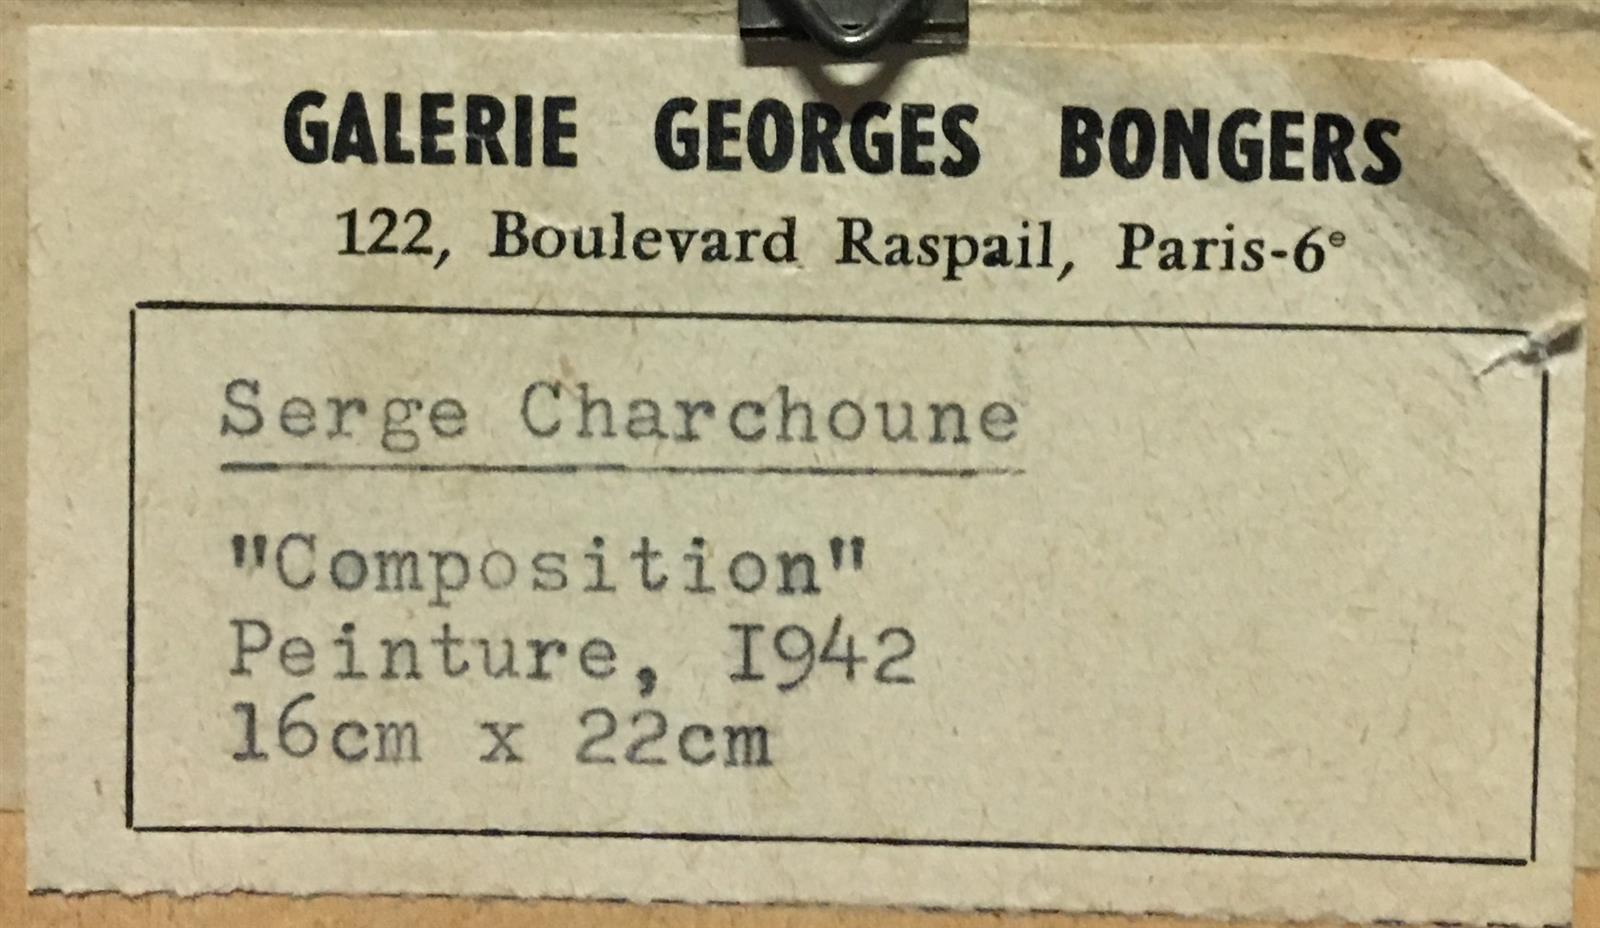 GALERIE GEORGES BONGERS
122, Boulevard Raspail, Paris-6e
Serge Charchoune
"Composition"
Peinture, I942
16cm x 22cm